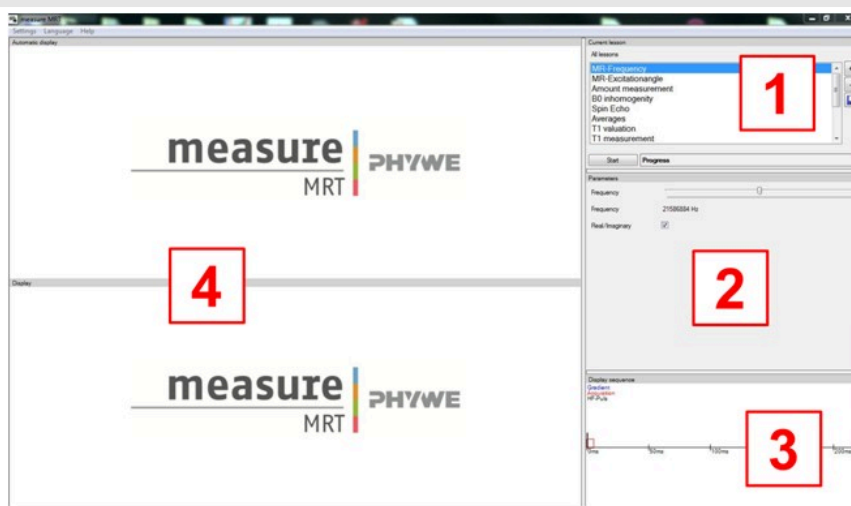 measure MRT
Settings Language Help
Automatic display
measure
MRT
PHYWE
4
Display
measure
MRT
PHYWE
Current lesson
All lessons
MR-Frequency
MR-Excitationangle
Amount measurement
B0 inhomogenity
Spin Echo
Averages
T1 valuation
T1 measurement
1
Start Progress
Parameters
Frequency
Frequency 21586884 Hz
Real/Imaginary
2
Display sequence
Gradient
HF-Puls
0ms 50ms 100ms 200ms
3